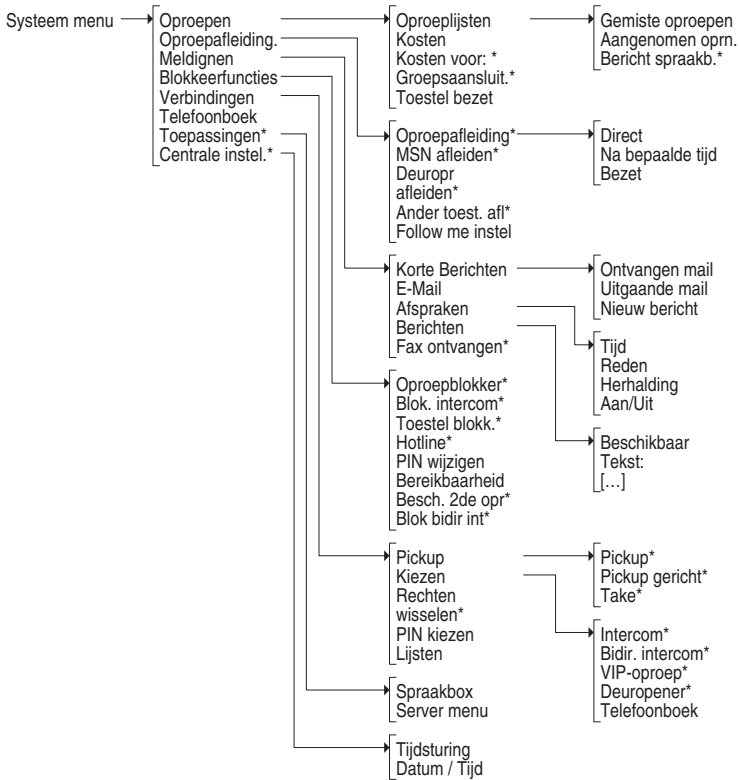 Systeem menu
Oproepen
Oproepafleiding.
Meldignen
Blokkeerfuncties
Verbindingen
Telefoonboek
Toepassingen*
Centrale instel.*
Oproeplijsten
Kosten
Kosten voor: *
Groepsaansluit.*
Toestel bezet
Gemiste oproepen
Aangenomen oprn.
Bericht spraakb.*
Oproepafleiding*
MSN afleiden*
Deuropr
afleiden*
Ander toest. afl*
Follow me instel
Direct
Na bepaalde tijd
Bezet
Korte Berichten
E-Mail
Afspraken
Berichten
Fax ontvangen*
Ontvangen mail
Uitgaande mail
Nieuw bericht
Tijd
Reden
Herhalding
Aan/Uit
Beschikbaar
Tekst:
[...]
Oproepblokker*
Blok. intercom*
Toestel blokk.*
Hotline*
PIN wijzigen
Bereikbaarheid
Besch. 2de opr*
Blok bidir int*
Pickup
Kiezen
Rechten
wisselen*
PIN kiezen
Lijsten
Pickup*
Pickup gericht*
Take*
Intercom*
Bidir. intercom*
VIP-oproep*
Deuropener*
Telefoonboek
Spraakbox
Server menu
Tijdsturing
Datum / Tijd